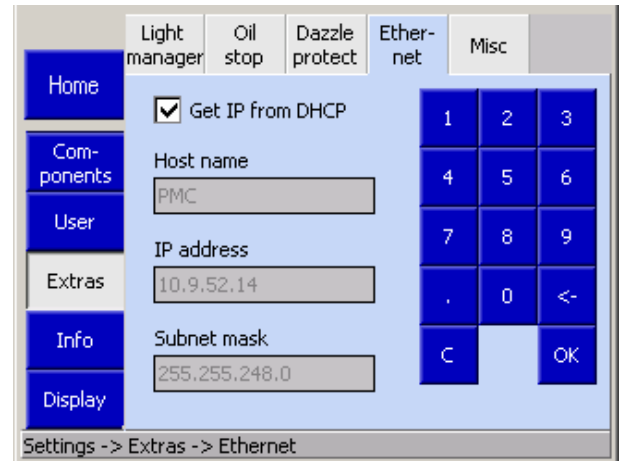 Light manager
Oil stop
Dazzle protect
Ether-
net
Misc
Home
Com-
ponents
User
Extras
Info
Display
Get IP from DHCP
Host name
PMC
IP address
10.9.52.14
Subnet mask
255.255.248.0
1 2 3
4 5 6
7 8 9
. 0 <-
C OK
Settings -> Extras -> Ethernet